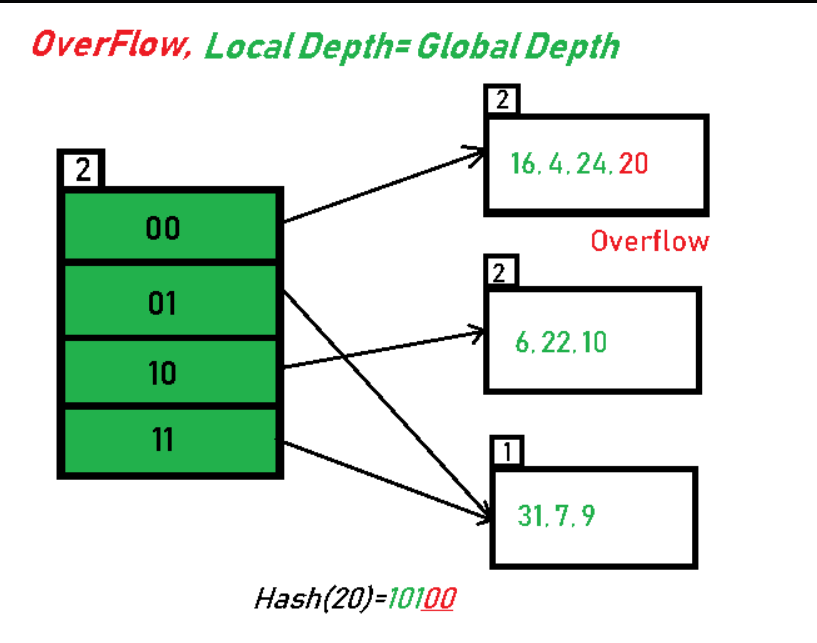 OverFlow, Local Depth= Global Depth
2
00
01
10
11
2
16, 4, 24, 20
Overflow
2
6, 22, 10
1
31, 7, 9
Hash(20)=10100